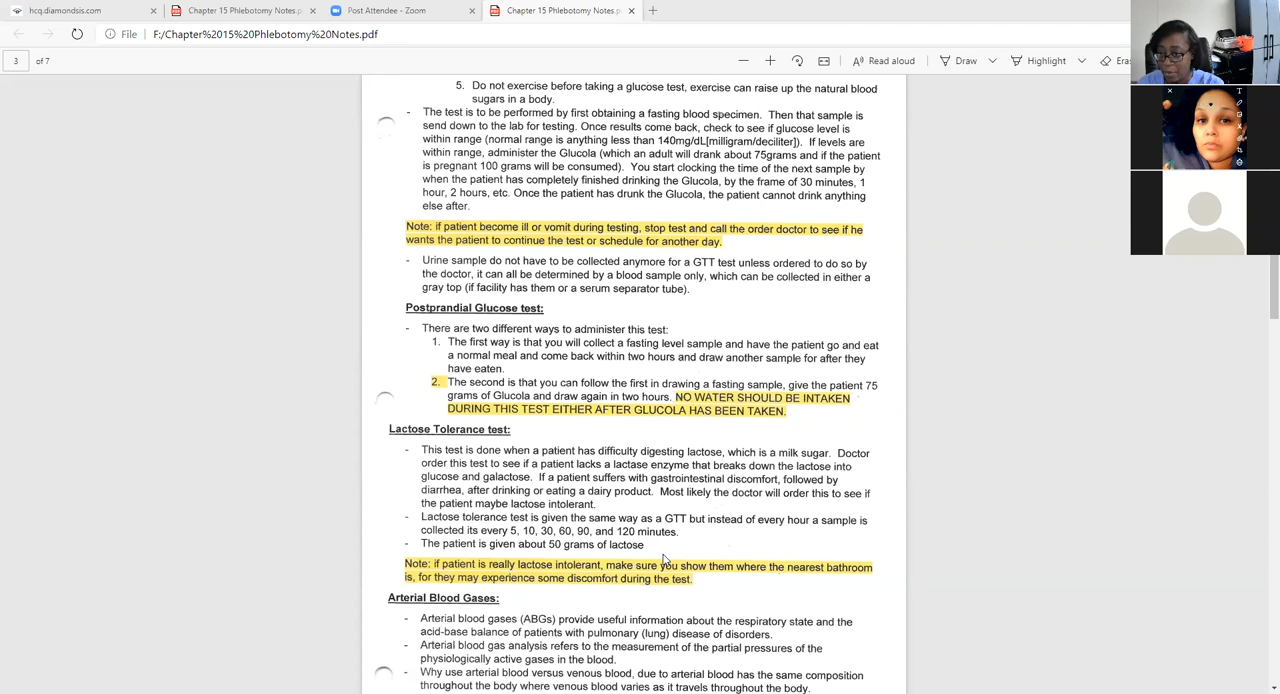 hcq.diamondsis.com
Chapter 15 Phlebotomy Notes.p
Post Attendee - Zoom
Chapter 15 Phlebotomy Notes.p
File
F:/Chapter%2015%20Phlebotomy%20Notes.pdf
3 of 7
Read aloud
Draw
Highlight
5. Do not exercise before taking a glucose test, exercise can raise up the natural blood
sugars in a body.
- The test is to be performed by first obtaining a fasting blood specimen. Then that sample is
send down to the lab for testing. Once results come back, check to see if glucose level is
within range (normal range is anything less than 140mg/dL[milligram/deciliter]). If levels are
within range, administer the Glucola (which an adult will drank about 75grams and if the patient
is pregnant 100 grams will be consumed). You start clocking the time of the next sample by
when the patient has completely finished drinking the Glucola, by the frame of 30 minutes, 1
hour, 2 hours, etc. Once the patient has drunk the Glucola, the patient cannot drink anything
else after.
Note: if patient become ill or vomit during testing, stop test and call the order doctor to see if he
wants the patient to continue the test or schedule for another day.
- Urine sample do not have to be collected anymore for a GTT test unless ordered to do so by
the doctor, it can all be determined by a blood sample only, which can be collected in either a
gray top (if facility has them or a serum separator tube).
Postprandial Glucose test:
- There are two different ways to administer this test:
1. The first way is that you will collect a fasting level sample and have the patient go and eat
a normal meal and come back within two hours and draw another sample for after they
have eaten.
2. The second is that you can follow the first in drawing a fasting sample, give the patient 75
grams of Glucola and draw again in two hours. NO WATER SHOULD BE INTAKEN
DURING THIS TEST EITHER AFTER GLUCOLA HAS BEEN TAKEN.
Lactose Tolerance test:
- This test is done when a patient has difficulty digesting lactose, which is a milk sugar. Doctor
order this test to see if a patient lacks a lactase enzyme that breaks down the lactose into
glucose and galactose. If a patient suffers with gastrointestinal discomfort, followed by
diarrhea, after drinking or eating a dairy product. Most likely the doctor will order this to see if
the patient maybe lactose intolerant.
- Lactose tolerance test is given the same way as a GTT but instead of every hour a sample is
collected its every 5, 10, 30, 60, 90, and 120 minutes.
- The patient is given about 50 grams of lactose
Note: if patient is really lactose intolerant, make sure you show them where the nearest bathroom
is, for they may experience some discomfort during the test.
Arterial Blood Gases:
- Arterial blood gases (ABGs) provide useful information about the respiratory state and the
acid-base balance of patients with pulmonary (lung) disease of disorders.
- Arterial blood gas analysis refers to the measurement of the partial pressures of the
physiologically active gases in the blood.
- Why use arterial blood versus venous blood, due to arterial blood has the same composition
throughout the body where venous blood varies as it travels throughout the body.